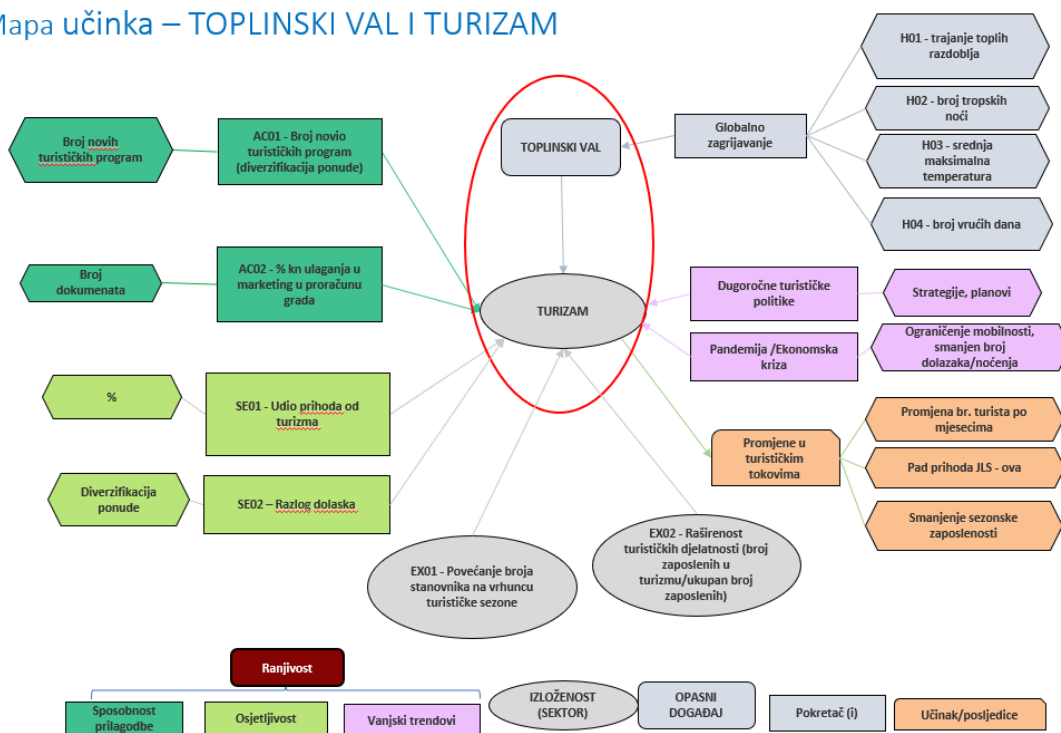 Mapa učinka – TOPLINSKI VAL I TURIZAM
H01 - trajanje toplih
razdoblja
H02 - broj tropskih
noći
H03 - srednja
maksimalna
temperatura
H04 - broj vrućih dana
Globalno
zagrijavanje
TOPLINSKI VAL
Broj novih
turističkih program
AC01 - Broj novio
turističkih program
(diverzifikacija ponude)
Broj
dokumenata
AC02 - % kn ulaganja u
marketing u proračunu
grada
TURIZAM
Dugoročne turističke
politike
Strategije, planovi
Pandemija /Ekonomska
kriza
Ograničenje mobilnosti,
smanjen broj
dolazaka/noćenja
%
SE01 - Udio prihoda od
turizma
Diverzifikacija
ponude
SE02 – Razlog dolaska
Promjene u
turističkim
tokovima
Promjena br. turista po
mjesecima
Pad prihoda JLS - ova
Smanjenje sezonske
zaposlenosti
EX01 - Povećanje broja
stanovnika na vrhuncu
turističke sezone
EX02 - Raširenost
turističkih djelatnosti (broj
zaposlenih u
turizmu/ukupan broj
zaposlenih)
Ranjivost
Sposobnost
prilagodbe
Osjetljivost
Vanjski trendovi
IZLOŽENOST
(SEKTOR)
OPASNI
DOGAĐAJ
Pokretač (i)
Učinak/posljedice